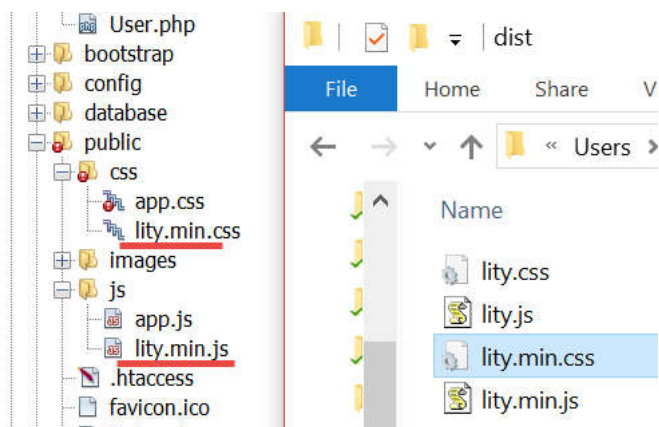 User.php
bootstrap
config
database
public
css
app.css
lity.min.css
images
js
app.js
lity.min.js
.htaccess
favicon.ico
dist
File Home Share V
« Users
Name
lity.css
lity.js
lity.min.css
lity.min.js